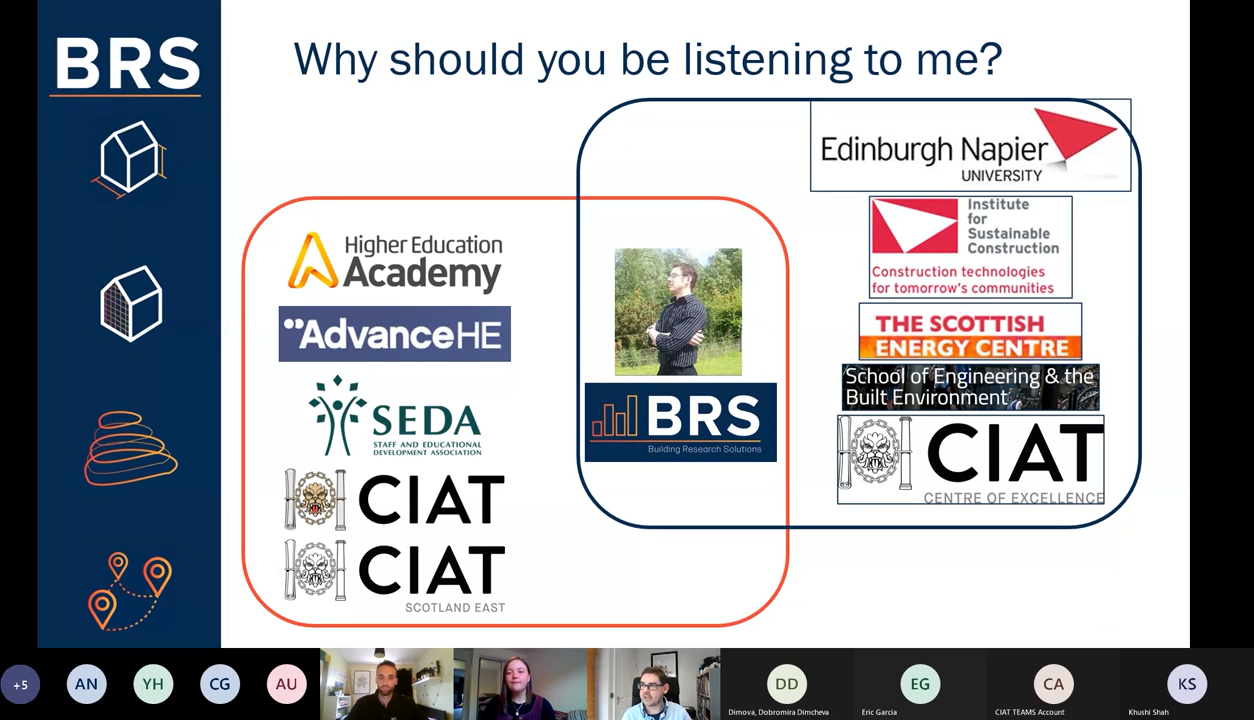 BRS
Why should you be listening to me?
Higher Education
Academy
AdvanceHE
SEDA
STAFF AND EDUCATIONAL
DEVELOPMENT ASSOCIATION
CIAT
CIAT
SCOTLAND EAST
BRS
Building Research Solutions
Edinburgh Napier
UNIVERSITY
Institute
for
Sustainable
Construction
Construction technologies
for tomorrow's communities
THE SCOTTISH
ENERGY CENTRE
School of Engineering & the
Built Environment
CIAT
CENTRE OF EXCELLENCE
+5
AN
YH
CG
AU
DD
Dimova, Dobromira Dimcheva
EG
Eric Garcia
CA
CIAT TEAMS Account
KS
Khushi Shah